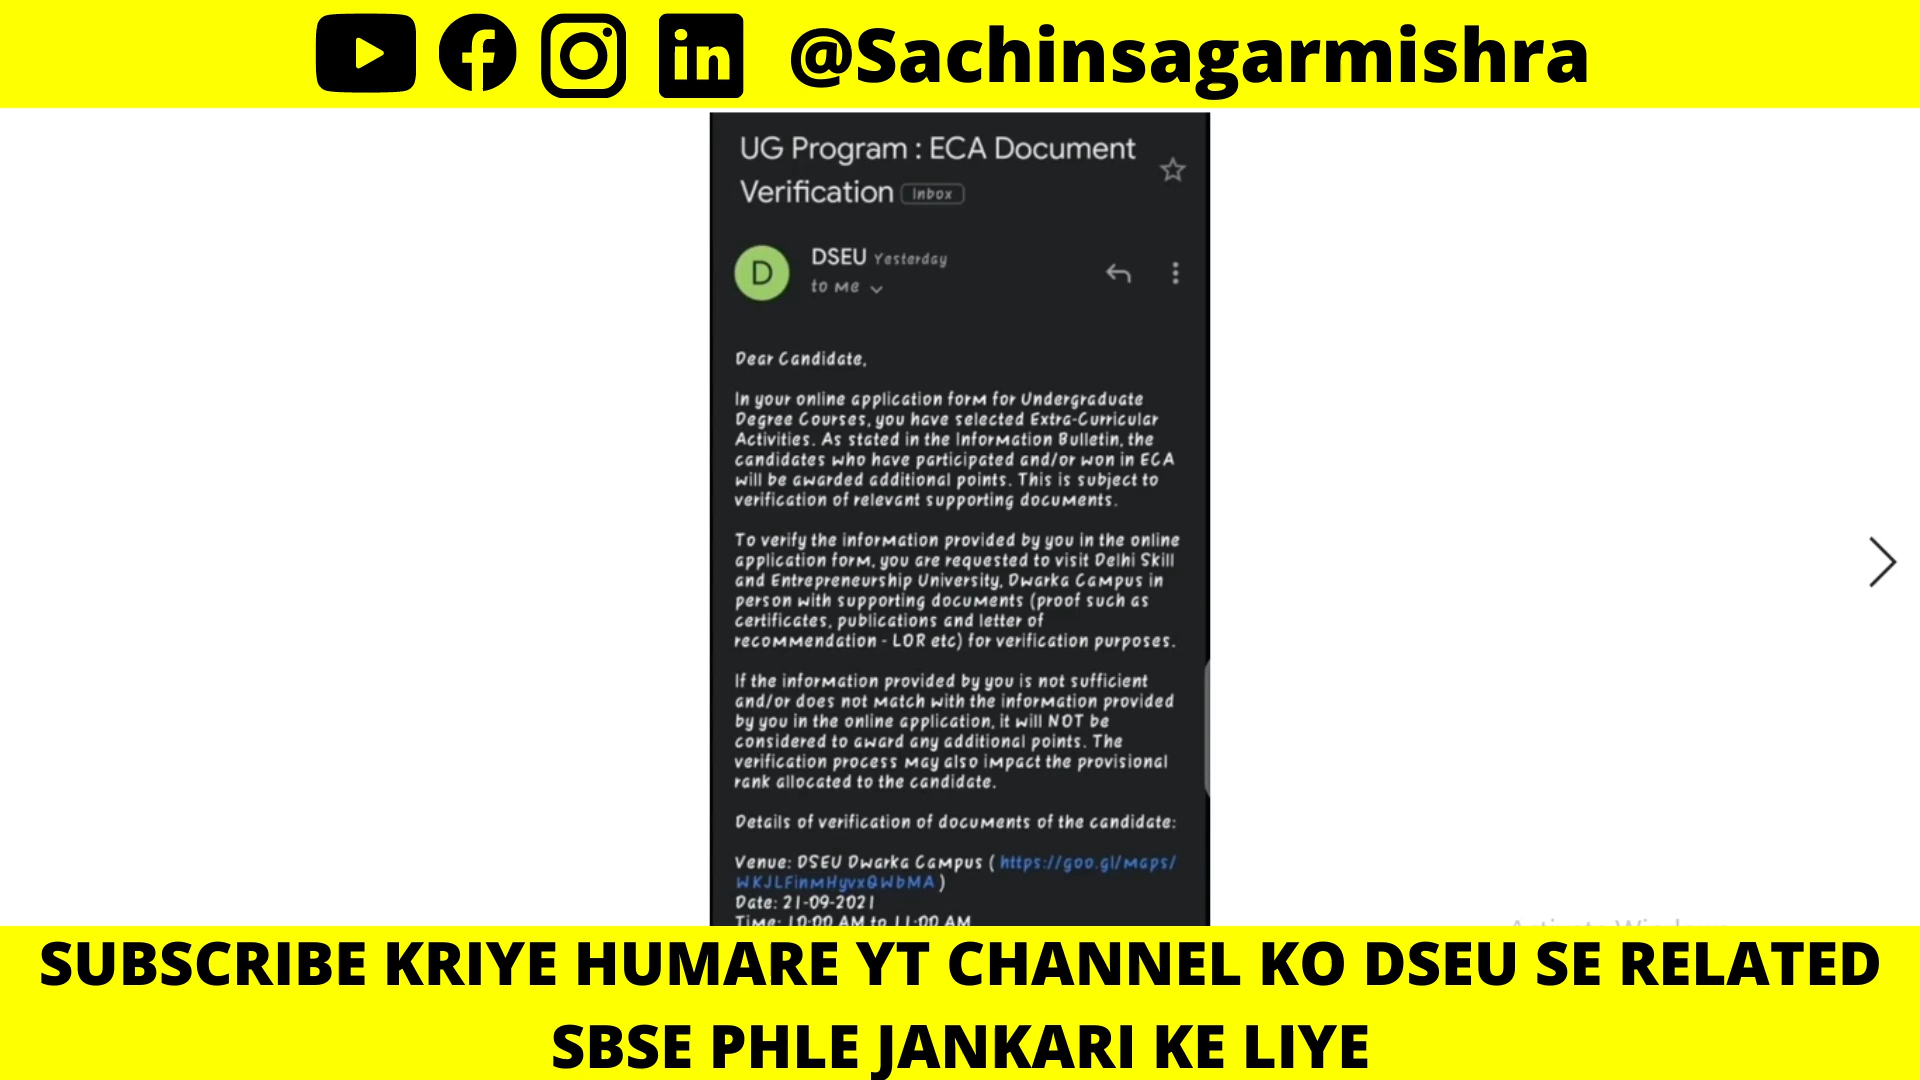 @Sachinsagarmishra
UG Program : ECA Document
Verification Inbox
D
DSEU Yesterday
to me
Dear Candidate,
In your online application form for Undergraduate
Degree Courses, you have selected Extra-Curricular
Activities. As stated in the Information Bulletin, the
candidates who have participated and/or won in ECA
will be awarded additional points. This is subject to
verification of relevant supporting documents.
To verify the information provided by you in the online
application form, you are requested to visit Delhi Skill
and Entrepreneurship University, Dwarka Campus in
person with supporting documents (proof such as
certificates, publications and letter of
recommendation - LOR etc) for verification purposes.
If the information provided by you is not sufficient
and/or does not match with the information provided
by you in the online application, it will NOT be
considered to award any additional points. The
verification process may also impact the provisional
rank allocated to the candidate.
Details of verification of documents of the candidate:
Venue: DSEU Dwarka Campus ( https://goo.gl/maps/
WKJLFinmHyvxQWbMA )
Date: 21-09-2021
Time: 10:00 AM to 11:00 AM
SUBSCRIBE KRIYE HUMARE YT CHANNEL KO DSEU SE RELATED
SBSE PHLE JANKARI KE LIYE